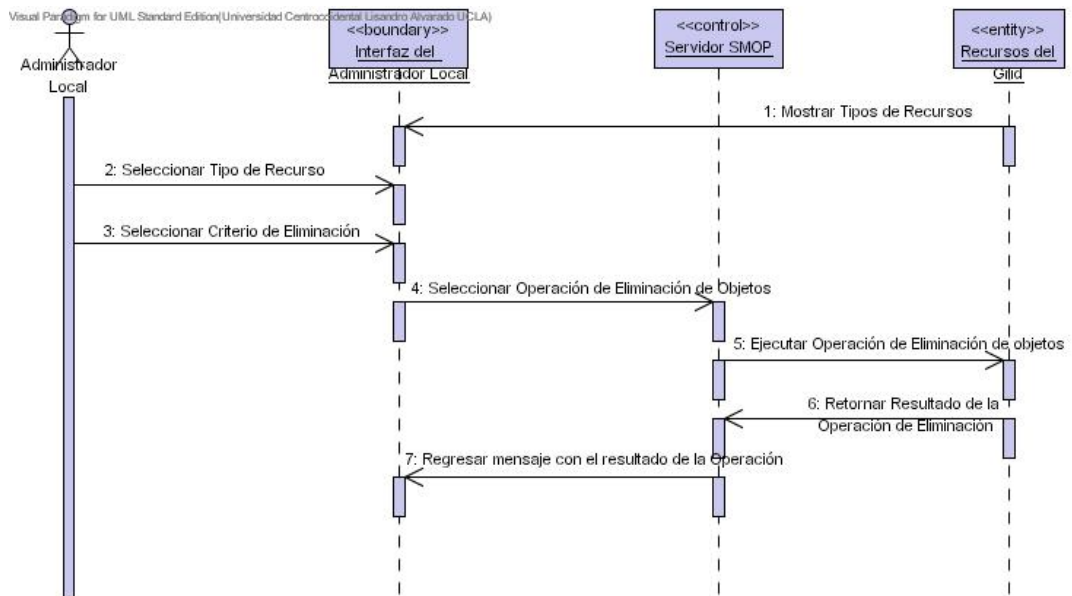 Visual Paradigm for UML Standard Edition(Universidad Centroccidental Lisandro Alvarado UCLA)
Administrador
Local
<<boundary>>
Interfaz del
Administrador Local
<<control>>
Servidor SMOP
<<entity>>
Recursos del
1: Mostrar Tipos de Recursos
2: Seleccionar Tipo de Recurso
3: Seleccionar Criterio de Eliminación
4: Seleccionar Operación de Eliminación de Objetos
5: Ejecutar Operación de Eliminación de objetos
6: Retornar Resultado de la
Operación de Eliminación
7: Regresar mensaje con el resultado de la Operación